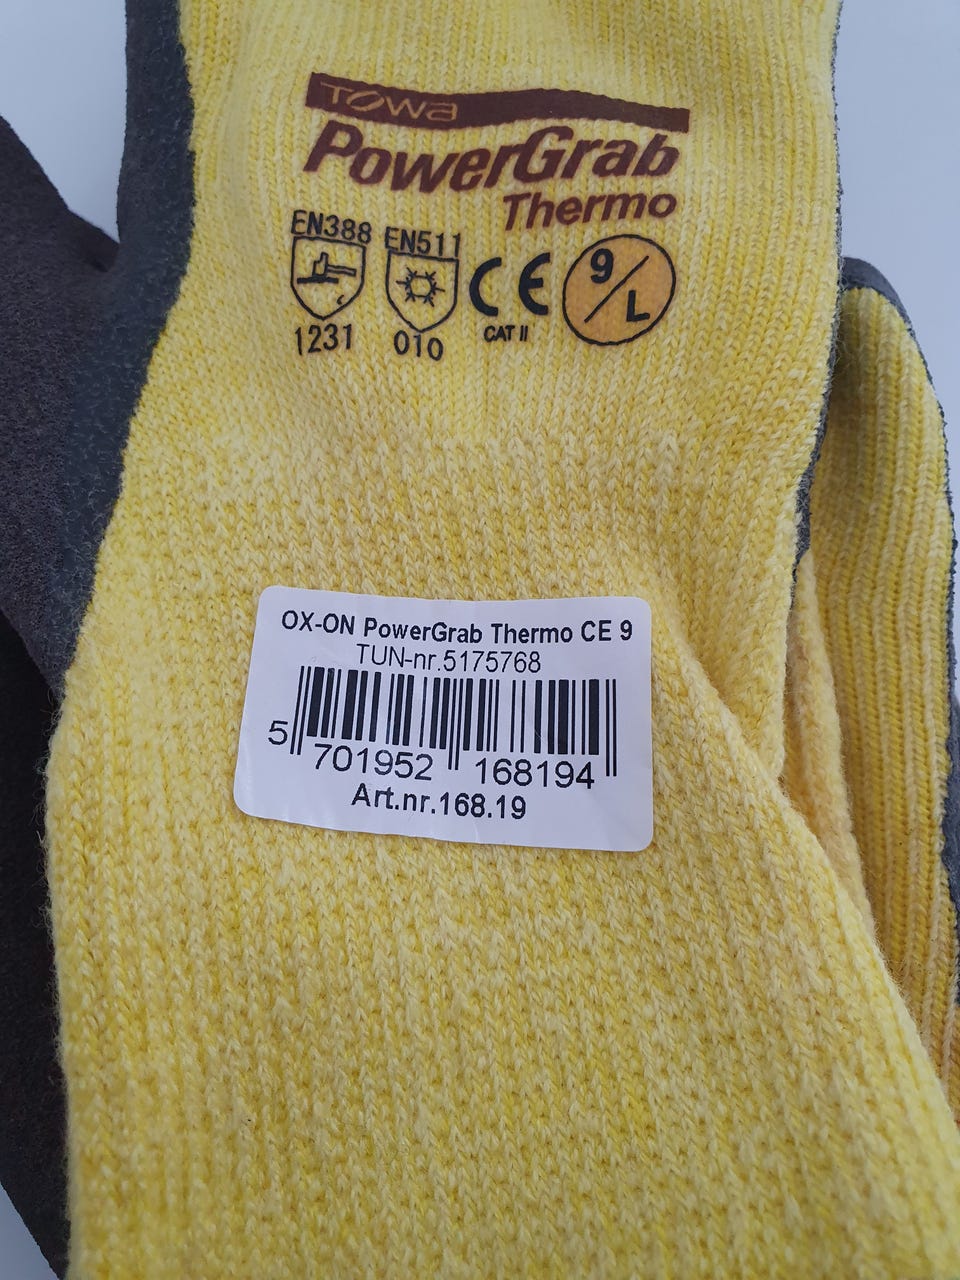 TOWA
PowerGrab
Thermo
EN388 EN511
CE 9/L
CAT II
1231 010
OX-ON PowerGrab Thermo CE 9
TUN-nr.5175768
5 701952 168194
Art.nr.168.19